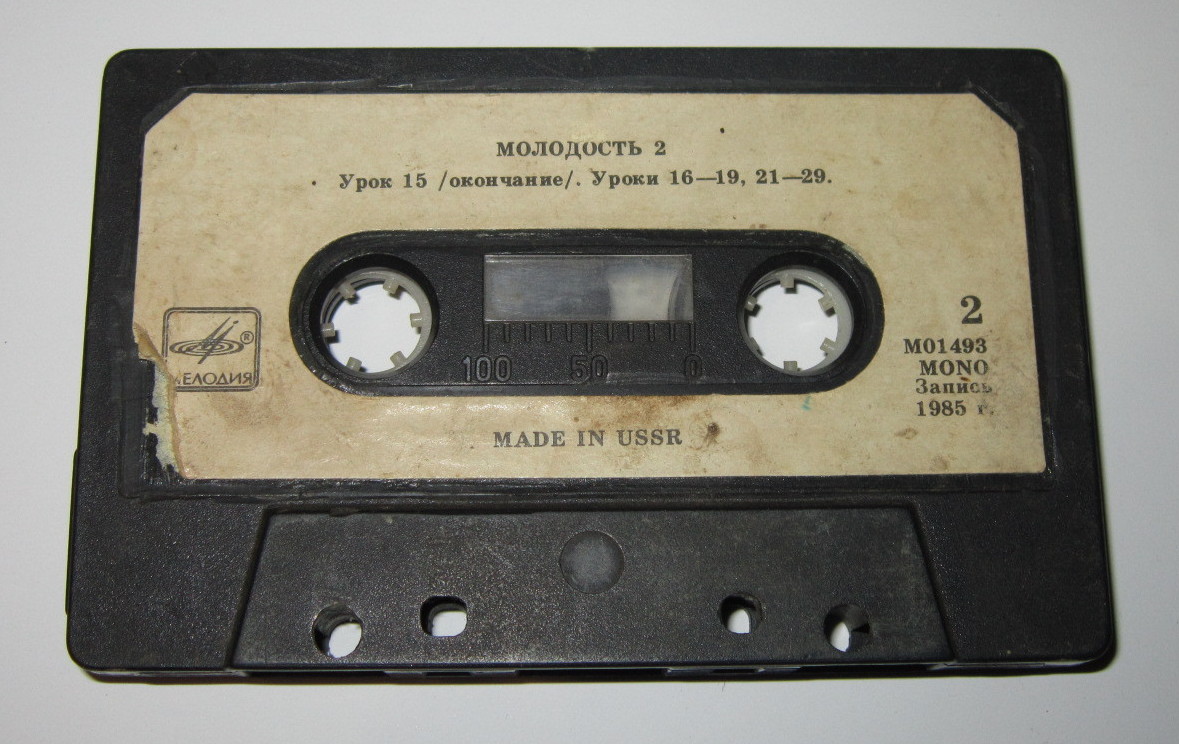 МОЛОДОСТЬ 2
Урок 15 /окончание/. Уроки 16—19, 21—29.
®
МЕЛОДИЯ
100 50 0
2
М01493
MONO
Запись
1985 г.
MADE IN USSR